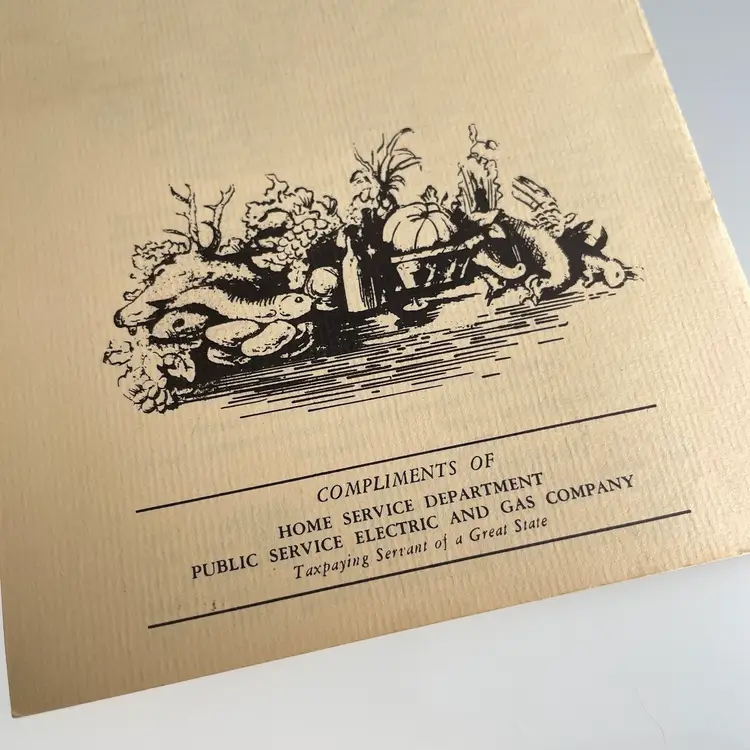 COMPLIMENTS OF
HOME SERVICE DEPARTMENT
PUBLIC SERVICE ELECTRIC AND GAS COMPANY
Taxpaying Servant of a Great State